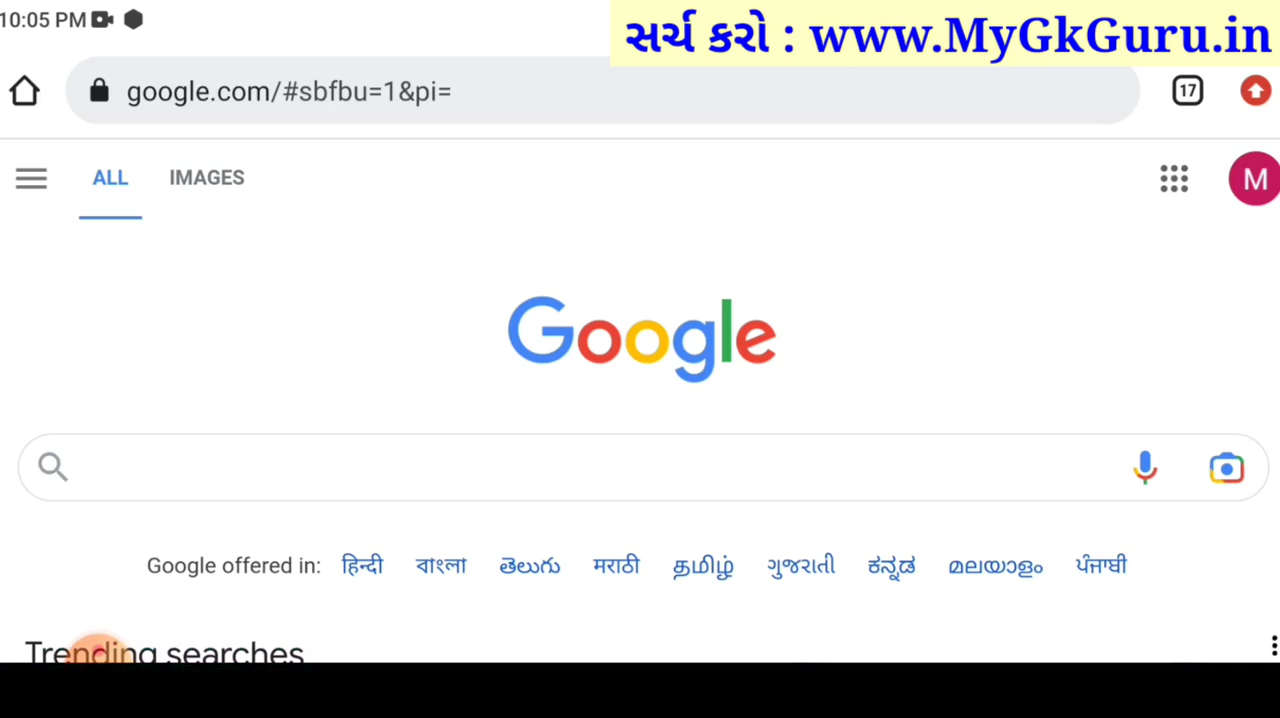 10:05 PM
સર્ચ કરો : www.MyGkGuru.in
google.com/#sbfbu=1&pi=
17
ALL IMAGES
M
Google
Google offered in: हिन्दी বাংলা తెలుగు मराठी தமிழ் ગુજરાતી ಕನ್ನಡ മലയാളം ਪੰਜਾਬੀ
Trending searches